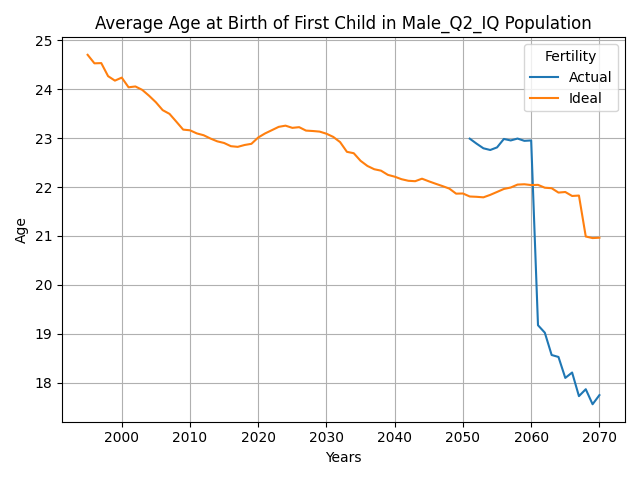 Average Age at Birth of First Child in Male_Q2_IQ Population
Fertility
Actual
Ideal
Age
25
24
23
22
21
20
19
18
2000 2010 2020 2030 2040 2050 2060 2070
Years